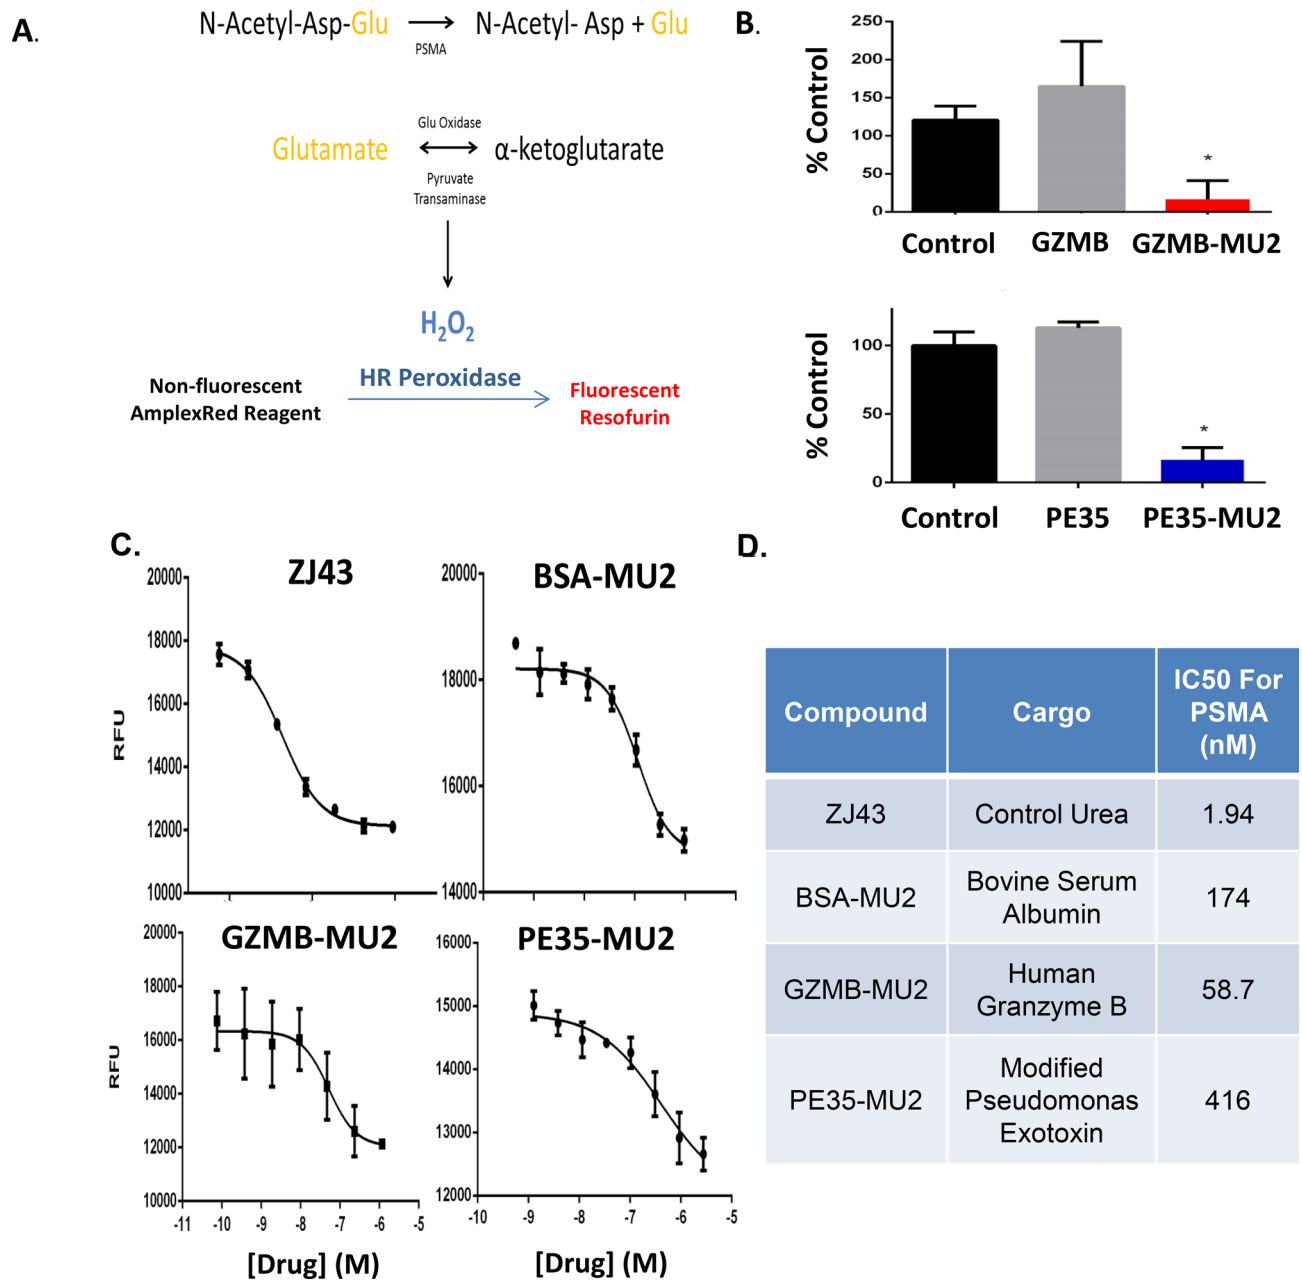 A.
N-Acetyl-Asp-Glu
N-Acetyl- Asp + Glu
PSMA
Glu Oxidase
Glutamate
α-ketoglutarate
Pyruvate
Transaminase
H2O2
HR Peroxidase
Non-fluorescent
AmplexRed Reagent
Fluorescent
Resofurin
B.
% Control
250
200
150
100
50
0
*
Control
GZMB
GZMB-MU2
% Control
100
50
0
*
Control
PE35
PE35-MU2
C.
ZJ43
RFU
20000
18000
16000
14000
12000
10000
BSA-MU2
20000
18000
16000
14000
GZMB-MU2
RFU
20000
18000
16000
14000
12000
10000
-11
-10
-9
-8
-7
-6
-5
[Drug] (M)
PE35-MU2
16000
15000
14000
13000
12000
-10
-9
-8
-7
-6
-5
[Drug] (M)
D.
Compound
Cargo
IC50 For
PSMA
(nM)
ZJ43
Control Urea
1.94
BSA-MU2
Bovine Serum
Albumin
174
GZMB-MU2
Human
Granzyme B
58.7
PE35-MU2
Modified
Pseudomonas
Exotoxin
416